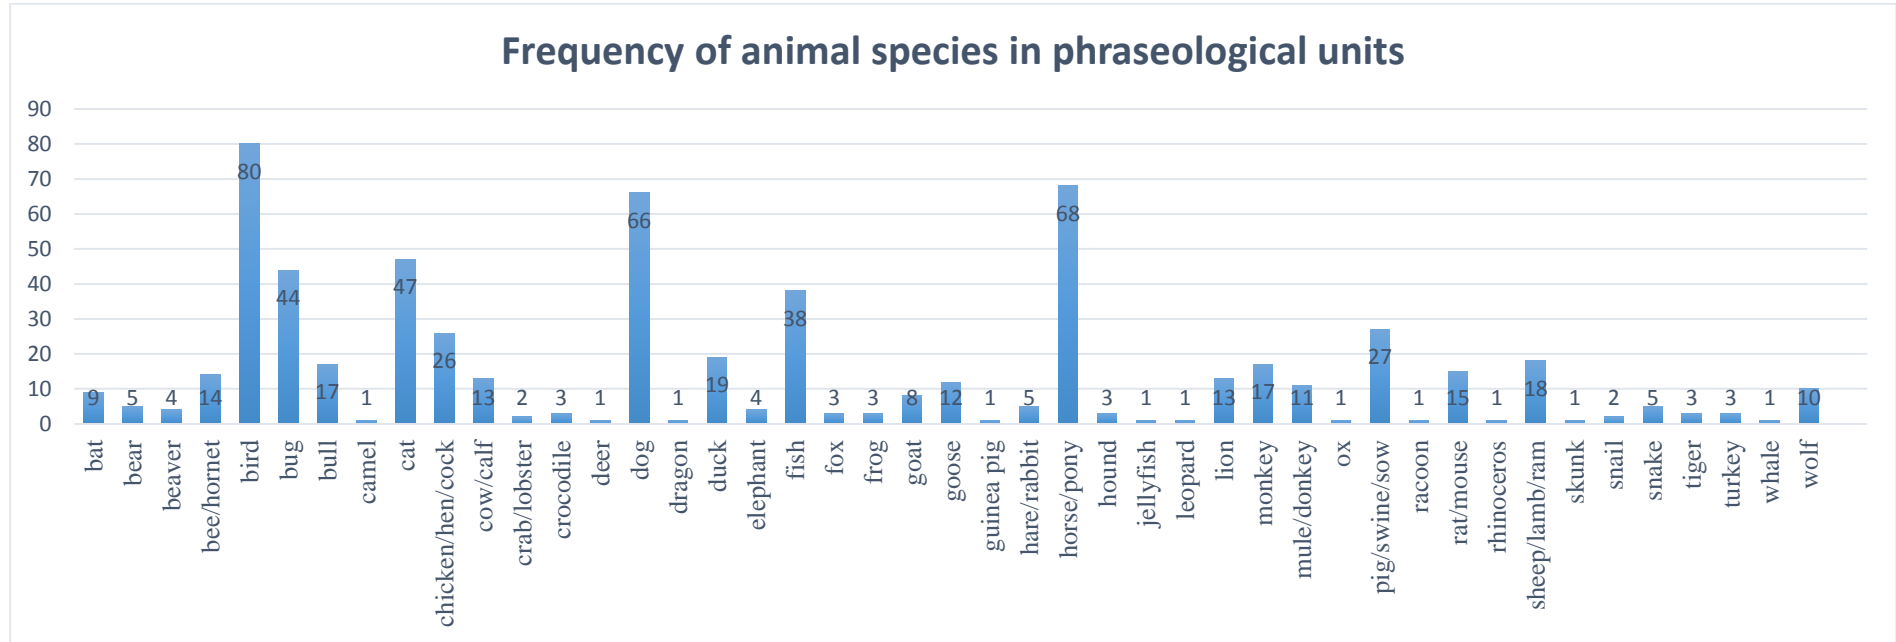 Frequency of animal species in phraseological units
90
80
70
60
50
40
30
20
10
0
9
5
4
14
80
44
17
1
47
26
13
2
3
1
66
1
19
4
38
3
3
8
12
1
5
68
3
1
1
13
17
11
1
27
1
15
1
18
1
2
5
3
3
1
10
bat
bear
beaver
bee/hornet
bird
bug
bull
camel
cat
chicken/hen/cock
cow/calf
crab/lobster
crocodile
deer
dog
dragon
duck
elephant
fish
fox
frog
goat
goose
guinea pig
hare/rabbit
horse/pony
hound
jellyfish
leopard
lion
monkey
mule/donkey
ox
pig/swine/sow
racoon
rat/mouse
rhinoceros
sheep/lamb/ram
skunk
snail
snake
tiger
turkey
whale
wolf